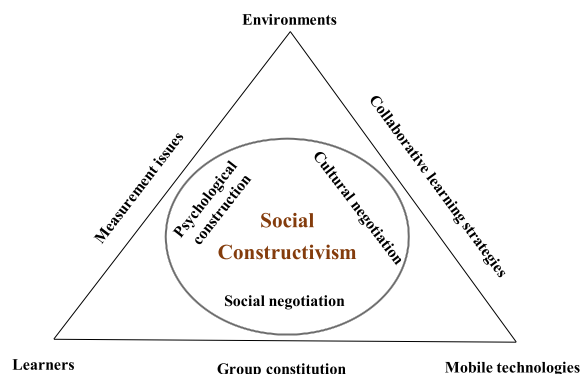 Environments
Measurement issues
Collaborative learning strategies
Psychological
construction
Cultural negotiation
Social
Constructivism
Social negotiation
Learners
Group constitution
Mobile technologies